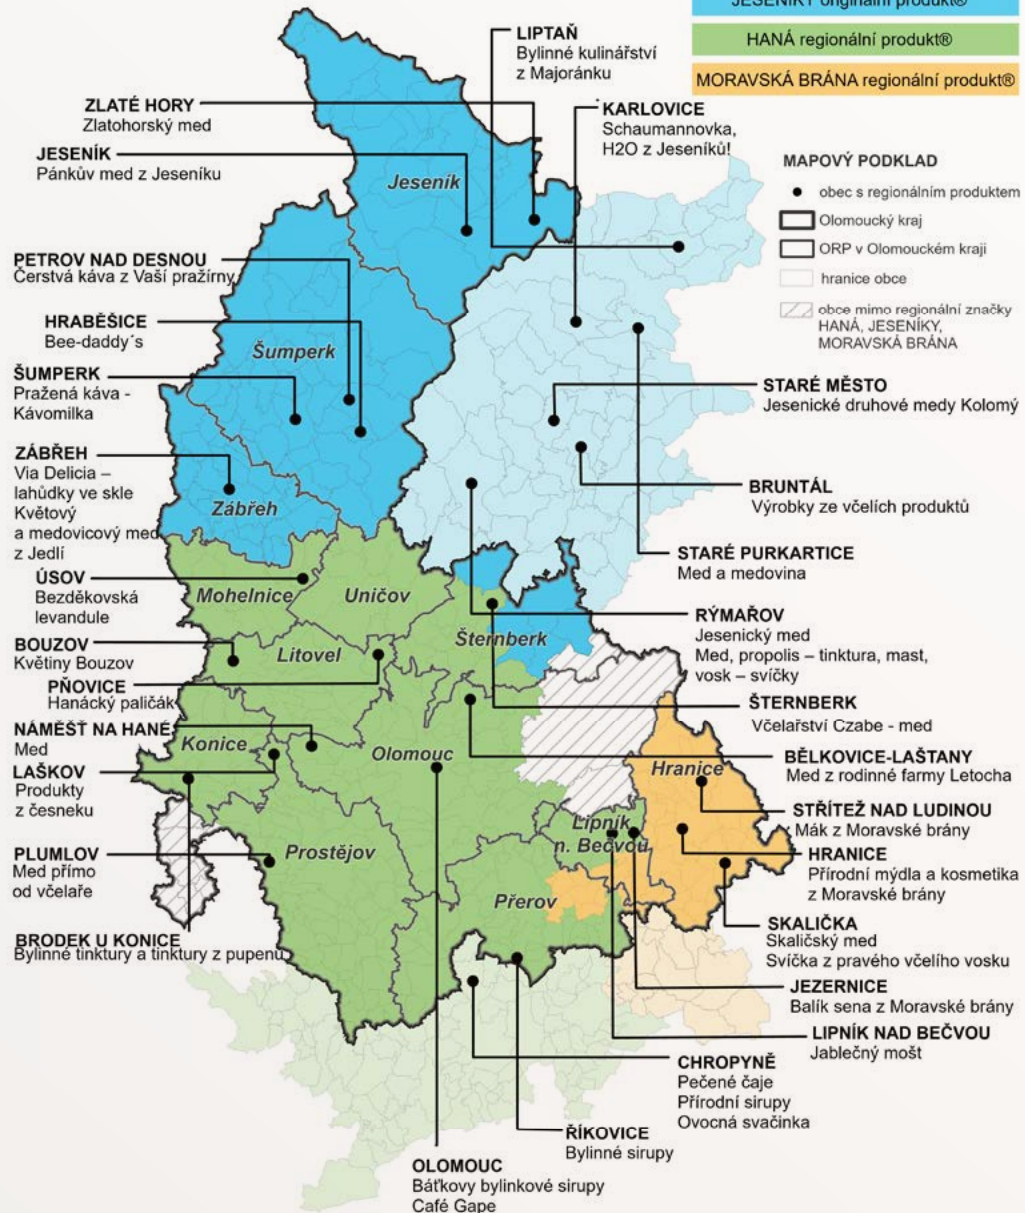 JESENÍKY originální produkt®
HANÁ regionální produkt®
MORAVSKÁ BRÁNA regionální produkt®
MAPOVÝ PODKLAD
obec s regionálním produktem
Olomoucký kraj
ORP v Olomouckém kraji
hranice obce
obce mimo regionální značky
HANÁ, JESENÍKY,
MORAVSKÁ BRÁNA
LIPTAŇ
Bylinné kulinářství
z Majoránku
ZLATÉ HORY
Zlatohorský med
KARLOVICE
Schaumannovka,
H2O z Jeseníků!
JESENÍK
Pánkův med z Jeseníku
PETROV NAD DESNOU
Čerstvá káva z Vaší pražírny
HRABĚŠICE
Bee-daddy´s
ŠUMPERK
Pražená káva -
Kávomilka
ZÁBŘEH
Via Delicia –
lahůdky ve skle
Květový
a medovicový med
z Jedlí
ÚSOV
Bezděkovská
levandule
BOUZOV
Květiny Bouzov
PŇOVICE
Hanácký paličák
NÁMĚŠŤ NA HANÉ
Med
LAŠKOV
Produkty
z česneku
PLUMLOV
Med přímo
od včelaře
BRODEK U KONICE
Bylinné tinktury a tinktury z pupenů
STARÉ MĚSTO
Jesenické druhové medy Kolomý
BRUNTÁL
Výrobky ze včelích produktů
STARÉ PURKARTICE
Med a medovina
RÝMAŘOV
Jesenický med
Med, propolis – tinktura, mast,
vosk – svíčky
ŠTERNBERK
Včelařství Czabe - med
BĚLKOVICE-LAŠTANY
Med z rodinné farmy Letocha
STŘÍTEŽ NAD LUDINOU
Mák z Moravské brány
HRANICE
Přírodní mýdla a kosmetika
z Moravské brány
SKALIČKA
Skaličský med
Svíčka z pravého včelího vosku
JEZERNICE
Balík sena z Moravské brány
LIPNÍK NAD BEČVOU
Jablečný mošt
CHROPYNĚ
Pečené čaje
Přírodní sirupy
Ovocná svačinka
ŘÍKOVICE
Bylinné sirupy
OLOMOUC
Báťkovy bylinkové sirupy
Café Gape
Jeseník
Šumperk
Zábřeh
Mohelnice
Uničov
Šternberk
Litovel
Konice
Olomouc
Hranice
Lipník
n. Bečvou
Prostějov
Přerov